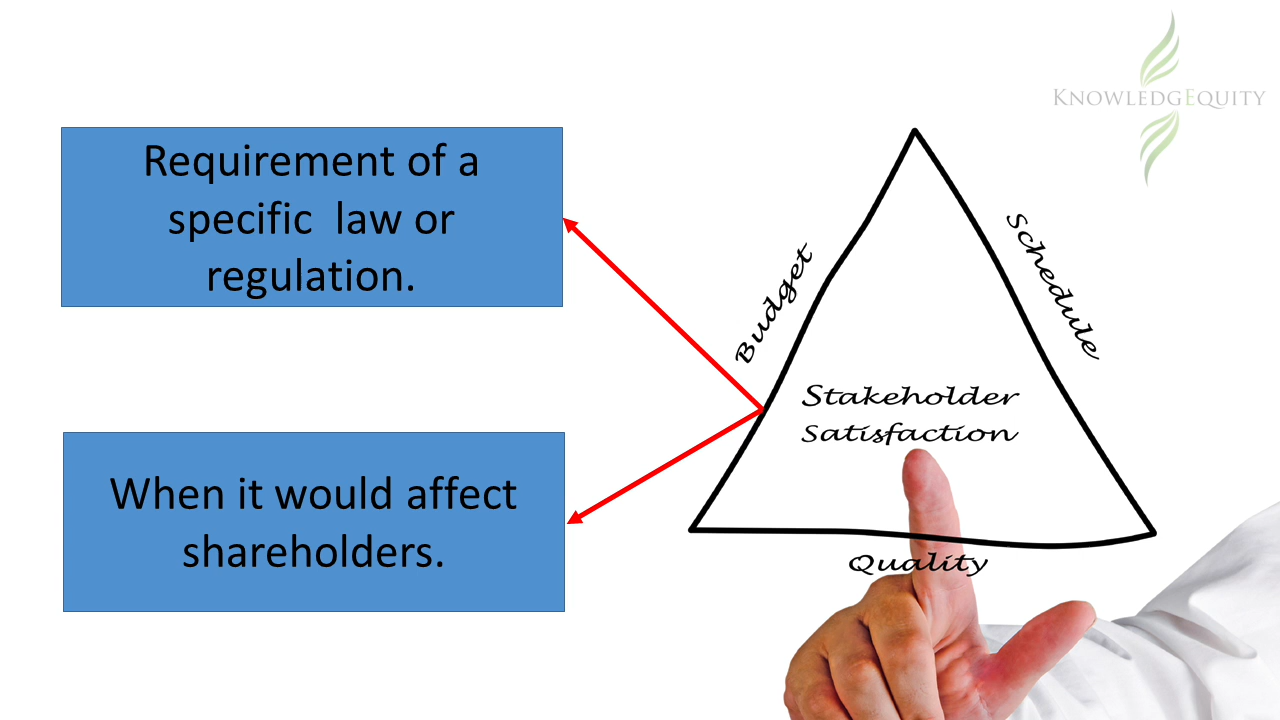 KNOWLEDGEQUITY
Requirement of a
specific  law or
regulation.
When it would affect
shareholders.
Budget
Schedule
Stakeholder
Satisfaction
Quality